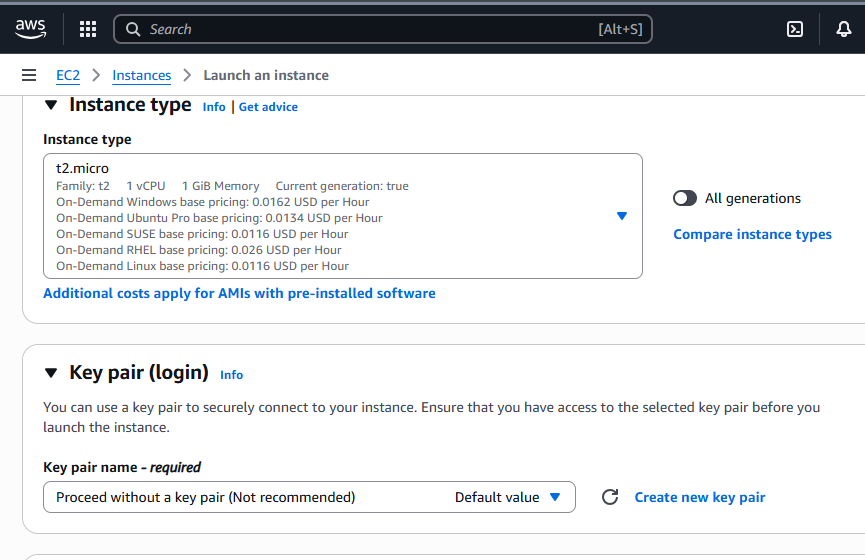 aws
Search [Alt+S]
EC2 Instances Launch an instance
Instance type Info | Get advice
Instance type
t2.micro
Family: t2 1 vCPU 1 GiB Memory Current generation: true
On-Demand Windows base pricing: 0.0162 USD per Hour
On-Demand Ubuntu Pro base pricing: 0.0134 USD per Hour
On-Demand SUSE base pricing: 0.0116 USD per Hour
On-Demand RHEL base pricing: 0.026 USD per Hour
On-Demand Linux base pricing: 0.0116 USD per Hour
All generations
Compare instance types
Additional costs apply for AMIs with pre-installed software
Key pair (login) Info
You can use a key pair to securely connect to your instance. Ensure that you have access to the selected key pair before you
launch the instance.
Key pair name - required
Proceed without a key pair (Not recommended) Default value
Create new key pair